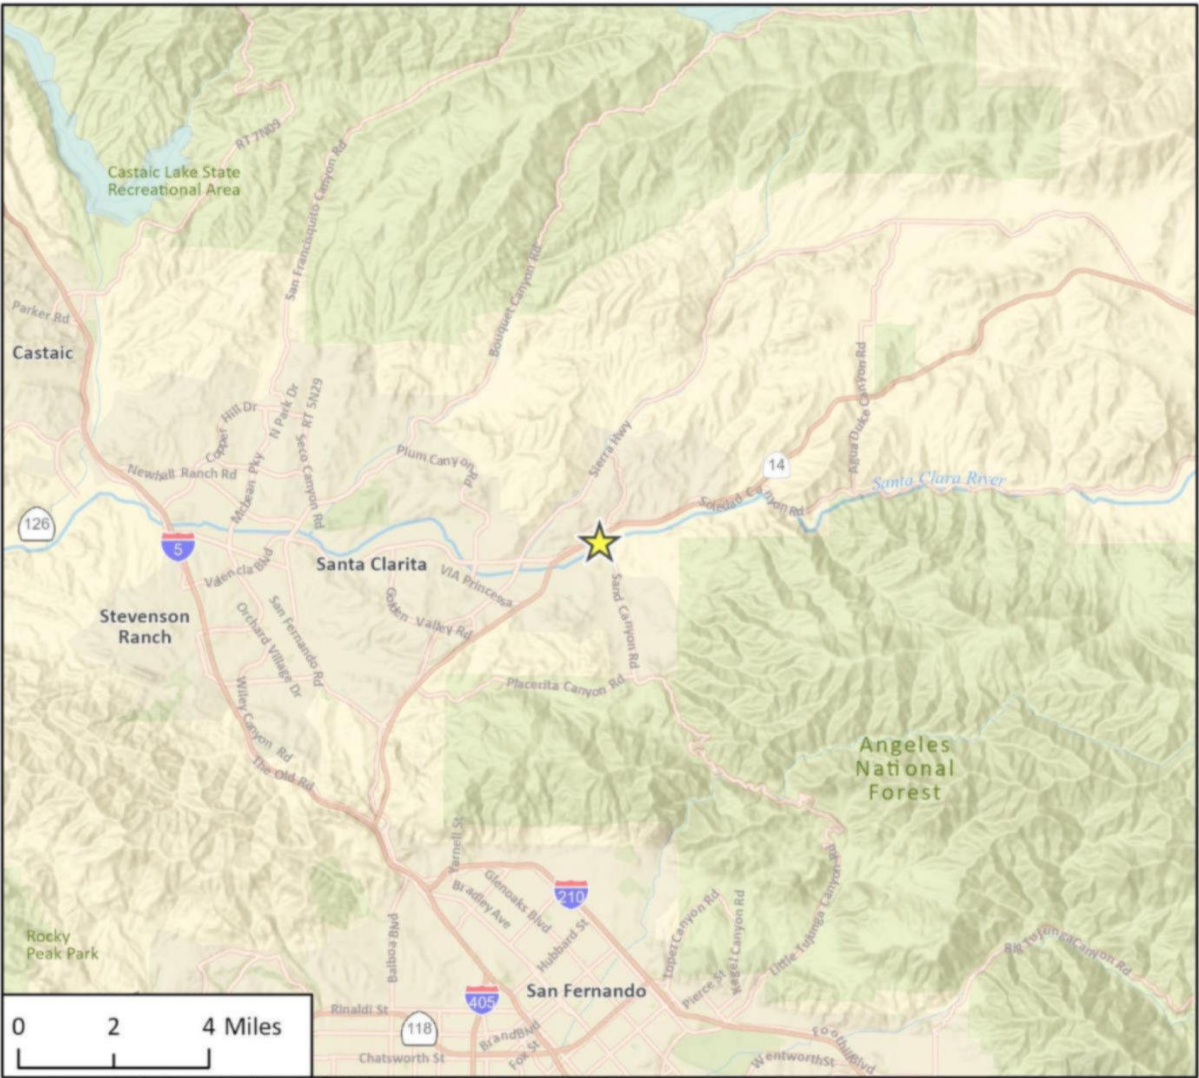 RT 7N09
Castaic Lake State
Recreational Area
San Francisquito Canyon Rd
Bouquet Canyon Rd
Parker Rd
Castaic
Copper Hill Dr
N Park Dr
RT 5N29
Seco Canyon Rd
Mcbean Pky
Newhall Ranch Rd
Plum Canyon Rd
Sierra Hwy
Agua Dulce Canyon Rd
14
Soledad Canyon Rd
Santa Clara River
126
5
Santa Clarita
Valencia Blvd
VIA Princessa
Golden Valley Rd
Sand Canyon Rd
Stevenson
Ranch
Orchard Village Dr
San Fernando Rd
Wiley Canyon Rd
Placerita Canyon Rd
The Old Rd
Angeles
National
Forest
Yarnell St
Glenoaks Blvd
Bradley Ave
210
Hubbard St
Balboa Blvd
Lopez Canyon Rd
Kagel Canyon Rd
Little Tujunga Canyon Rd
Big Tujunga Canyon Rd
Rocky
Peak Park
Pierce St
San Fernando
405
Rinaldi St
118
Brand Blvd
Fox St
Chatsworth St
Foothill Blvd
Wentworth St
0 2 4 Miles